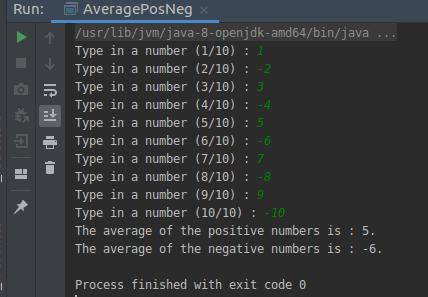 Run: AveragePosNeg ×
/usr/lib/jvm/java-8-openjdk-amd64/bin/java ...
Type in a number (1/10) : 1
Type in a number (2/10) : -2
Type in a number (3/10) : 3
Type in a number (4/10) : -4
Type in a number (5/10) : 5
Type in a number (6/10) : -6
Type in a number (7/10) : 7
Type in a number (8/10) : -8
Type in a number (9/10) : 9
Type in a number (10/10) : -10
The average of the positive numbers is : 5.
The average of the negative numbers is : -6.
Process finished with exit code 0